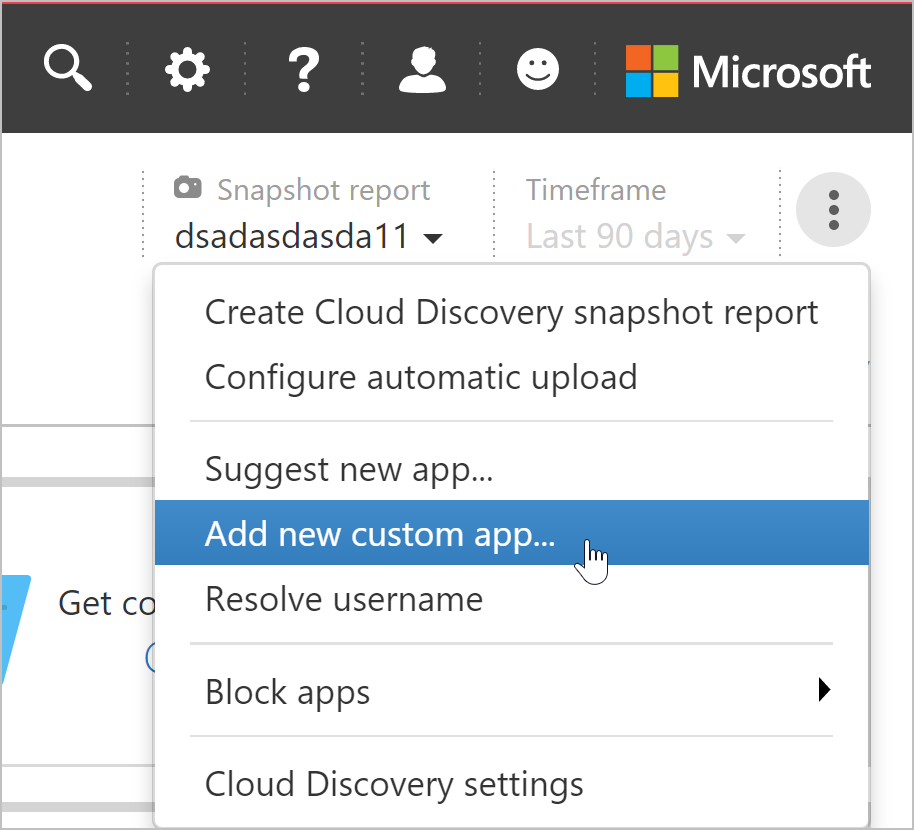 Microsoft
Snapshot report
Timeframe
dsadasdasda11
Last 90 days
Create Cloud Discovery snapshot report
Configure automatic upload
Suggest new app...
Add new custom app...
Get co
Resolve username
Block apps
Cloud Discovery settings